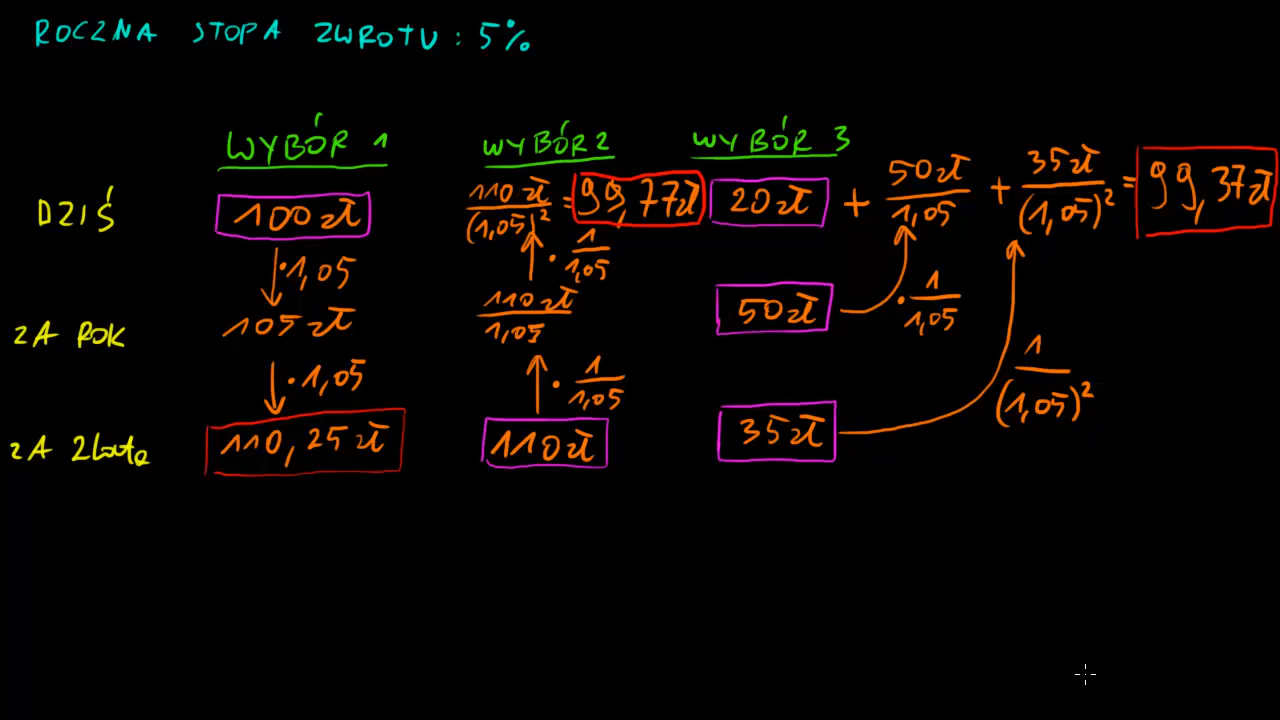 ROCZNA STOPA ZWROTU: 5%
WYBÓR 1 WYBÓR 2 WYBÓR 3
DZIŚ 100 zł 110 zł/(1,05)² = 99,77 zł 20 zł + 50 zł/1,05 + 35 zł/(1,05)² = 99,37 zł
↓ · 1,05 ↑ · 1/1,05
ZA ROK 105 zł 110 zł/1,05 50 zł · 1/1,05
↓ · 1,05 ↑ · 1/1,05 1/(1,05)²
ZA 2 lata 110,25 zł 110 zł 35 zł